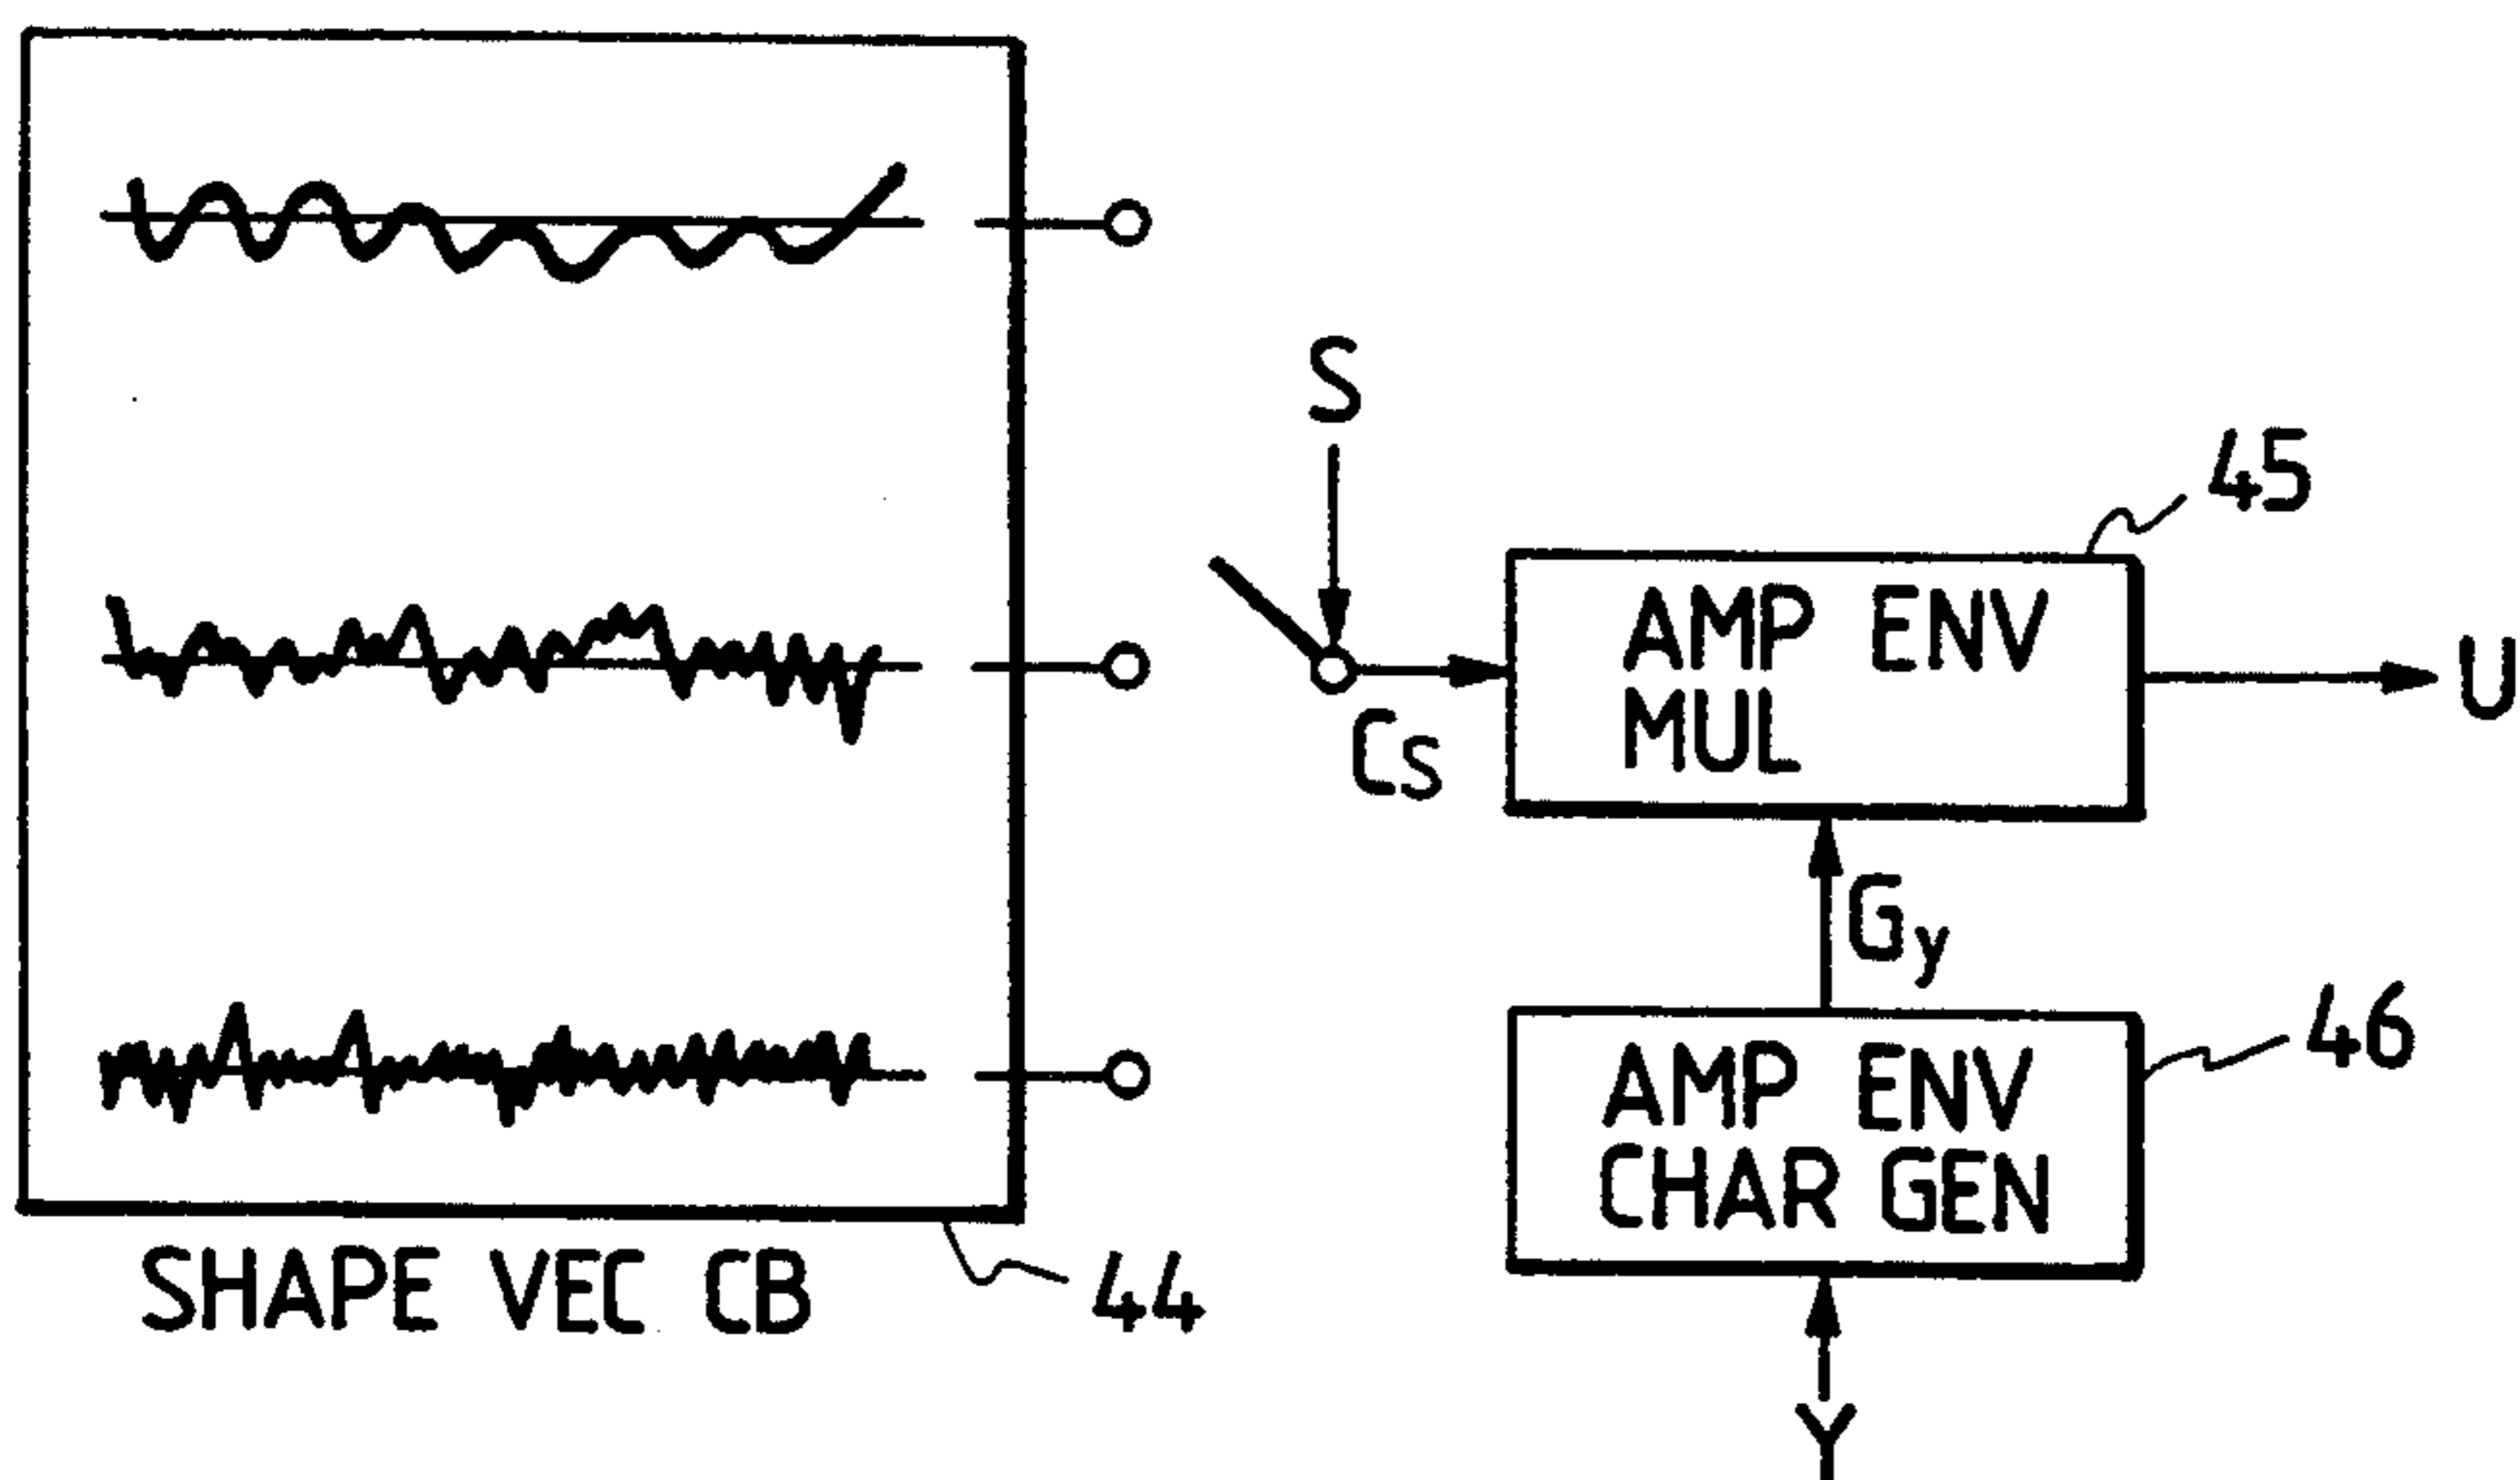 S
45
AMP ENV
MUL
U
Cs
Gy
46
AMP ENV
CHAR GEN
SHAPE VEC CB
44
Y